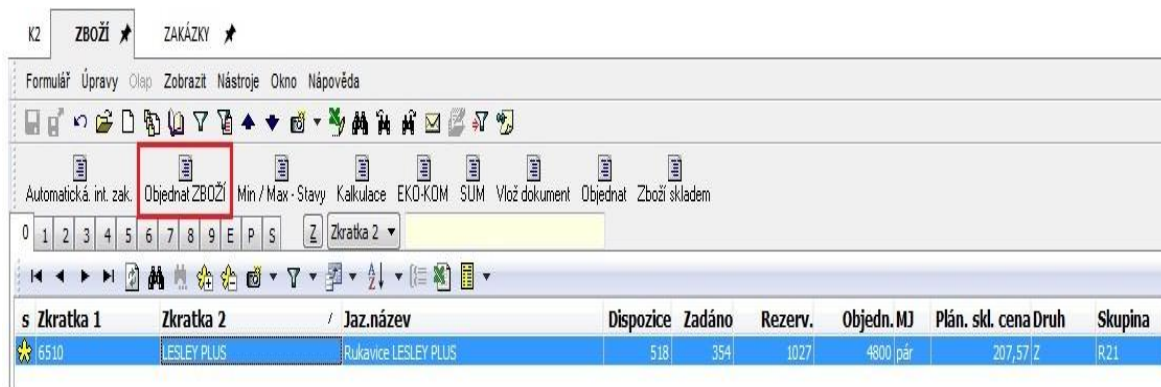 K2 ZBOŽÍ ZAKÁZKY
Formulář Úpravy Olap Zobrazit Nástroje Okno Nápověda
Automatická. int. zak. Objednat ZBOŽÍ Min / Max - Stavy Kalkulace EKO-KOM SUM Vlož dokument Objednat Zboží skladem
0 1 2 3 4 5 6 7 8 9 E P S Z Zkratka 2
s Zkratka 1 Zkratka 2 / Jaz.název Dispozice Zadáno Rezerv. Objedn. MJ Plán. skl. cena Druh Skupina
6510 LESLEY PLUS Rukavice LESLEY PLUS 518 354 1027 4800 pár 207,57 Z R21